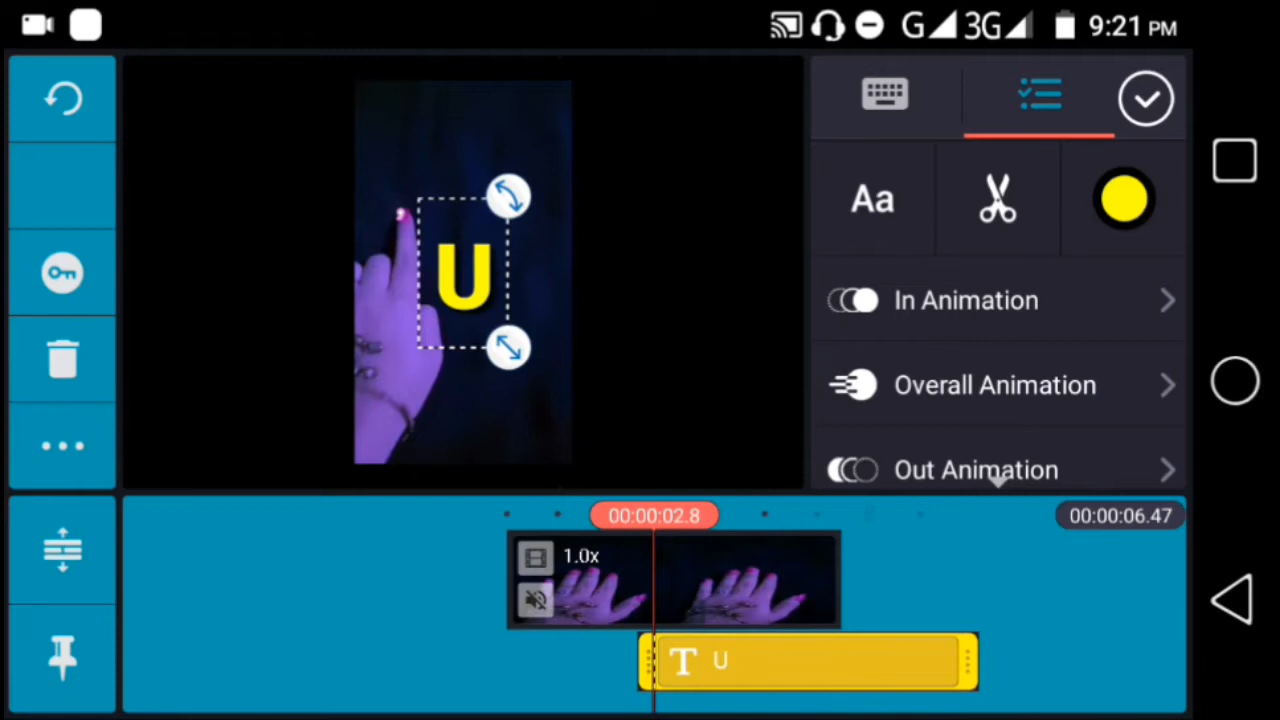 G 3G 9:21 PM
U
Aa
In Animation
Overall Animation
Out Animation
00:00:02.8
00:00:06.47
1.0x
T U